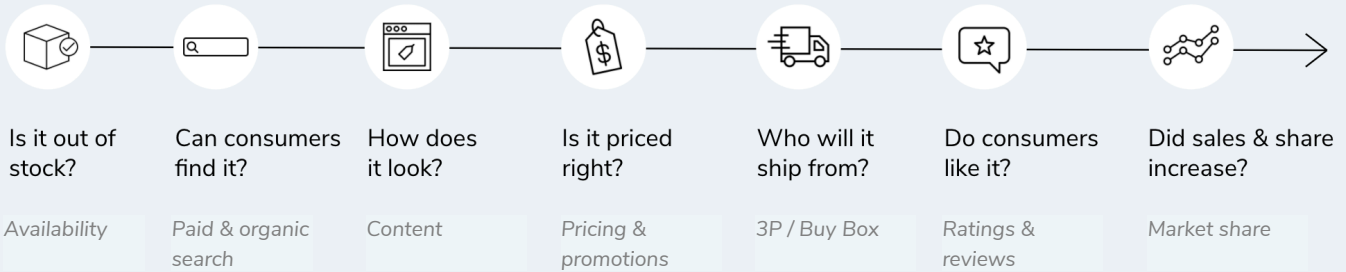 $
Is it out of
stock?
Can consumers
find it?
How does
it look?
Is it priced
right?
Who will it
ship from?
Do consumers
like it?
Did sales & share
increase?
Availability
Paid & organic
search
Content
Pricing &
promotions
3P / Buy Box
Ratings &
reviews
Market share